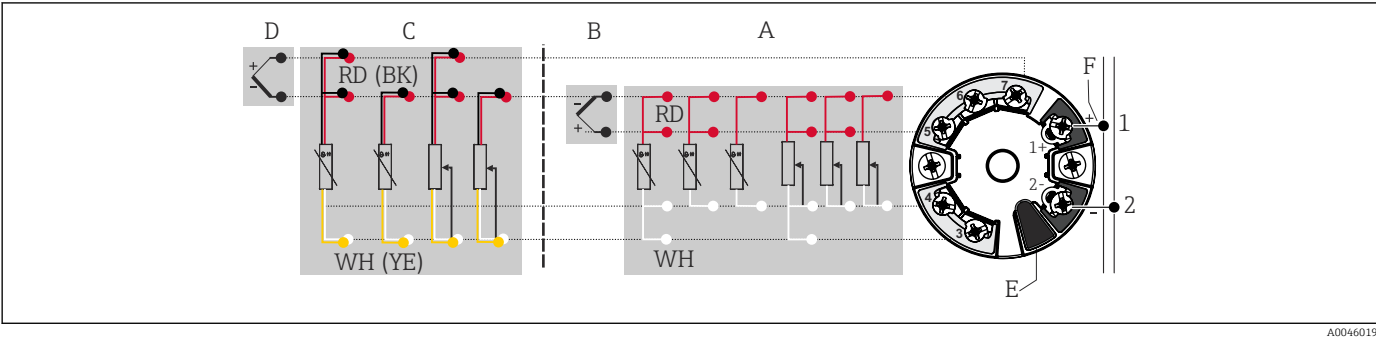 D C B A
F
+ - RD (BK)
- + RD
7
6
5
+ 1
1+
2-
4
- 2
3
WH (YE) WH
E
A0046019